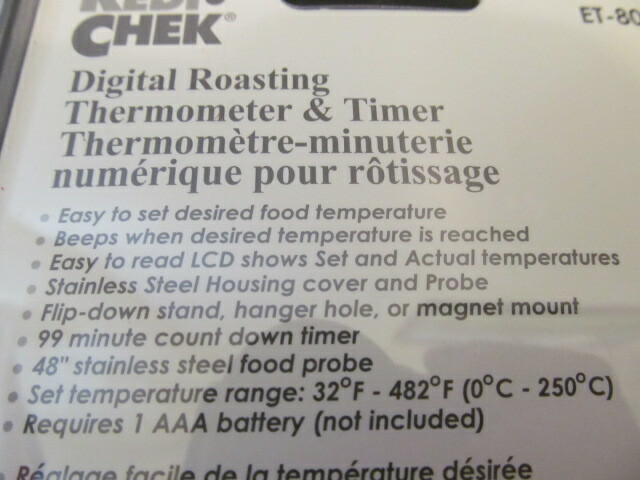 REDI
CHEK®
ET-80
Digital Roasting
Thermometer & Timer
Thermomètre-minuterie
numérique pour rôtissage
• Easy to set desired food temperature
• Beeps when desired temperature is reached
• Easy to read LCD shows Set and Actual temperatures
• Stainless Steel Housing cover and Probe
• Flip-down stand, hanger hole, or magnet mount
• 99 minute count down timer
• 48" stainless steel food probe
• Set temperature range: 32°F - 482°F (0°C - 250°C)
• Requires 1 AAA battery (not included)
• Réglage facile de la température désirée